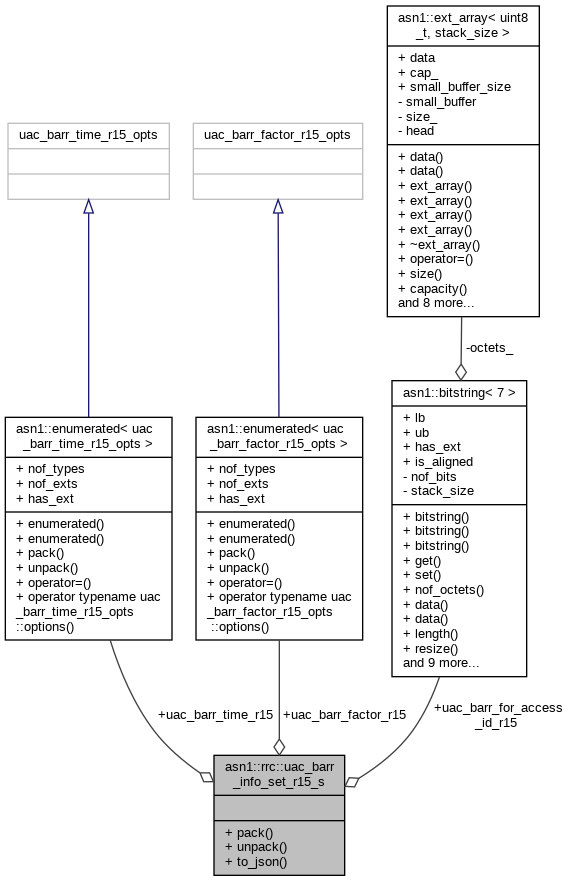 asn1::ext_array< uint8
_t, stack_size >
+ data
+ cap_
+ small_buffer_size
- small_buffer
- size_
- head
+ data()
+ data()
+ ext_array()
+ ext_array()
+ ext_array()
+ ext_array()
+ ~ext_array()
+ operator=()
+ size()
+ capacity()
and 8 more...
uac_barr_time_r15_opts
uac_barr_factor_r15_opts
-octets_
asn1::enumerated< uac
_barr_time_r15_opts >
+ nof_types
+ nof_exts
+ has_ext
+ enumerated()
+ enumerated()
+ pack()
+ unpack()
+ operator=()
+ operator typename uac
_barr_time_r15_opts
::options()
asn1::enumerated< uac
_barr_factor_r15_opts >
+ nof_types
+ nof_exts
+ has_ext
+ enumerated()
+ enumerated()
+ pack()
+ unpack()
+ operator=()
+ operator typename uac
_barr_factor_r15_opts
::options()
asn1::bitstring< 7 >
+ lb
+ ub
+ has_ext
+ is_aligned
- nof_bits
- stack_size
+ bitstring()
+ bitstring()
+ bitstring()
+ get()
+ set()
+ nof_octets()
+ data()
+ data()
+ length()
+ resize()
and 9 more...
+uac_barr_time_r15
+uac_barr_factor_r15
+uac_barr_for_access
_id_r15
asn1::rrc::uac_barr
_info_set_r15_s
+ pack()
+ unpack()
+ to_json()